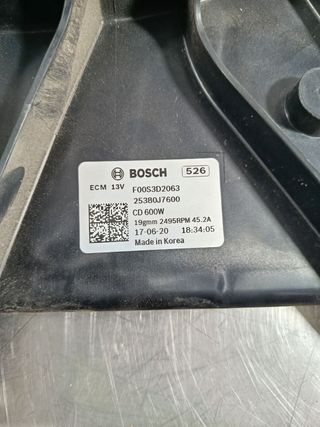 BOSCH 526
ECM 13V F00S3D2063
25380J7600
CD 600W
19gmm 2495RPM 45.2A
17-06-20 18:34:05
Made in Korea